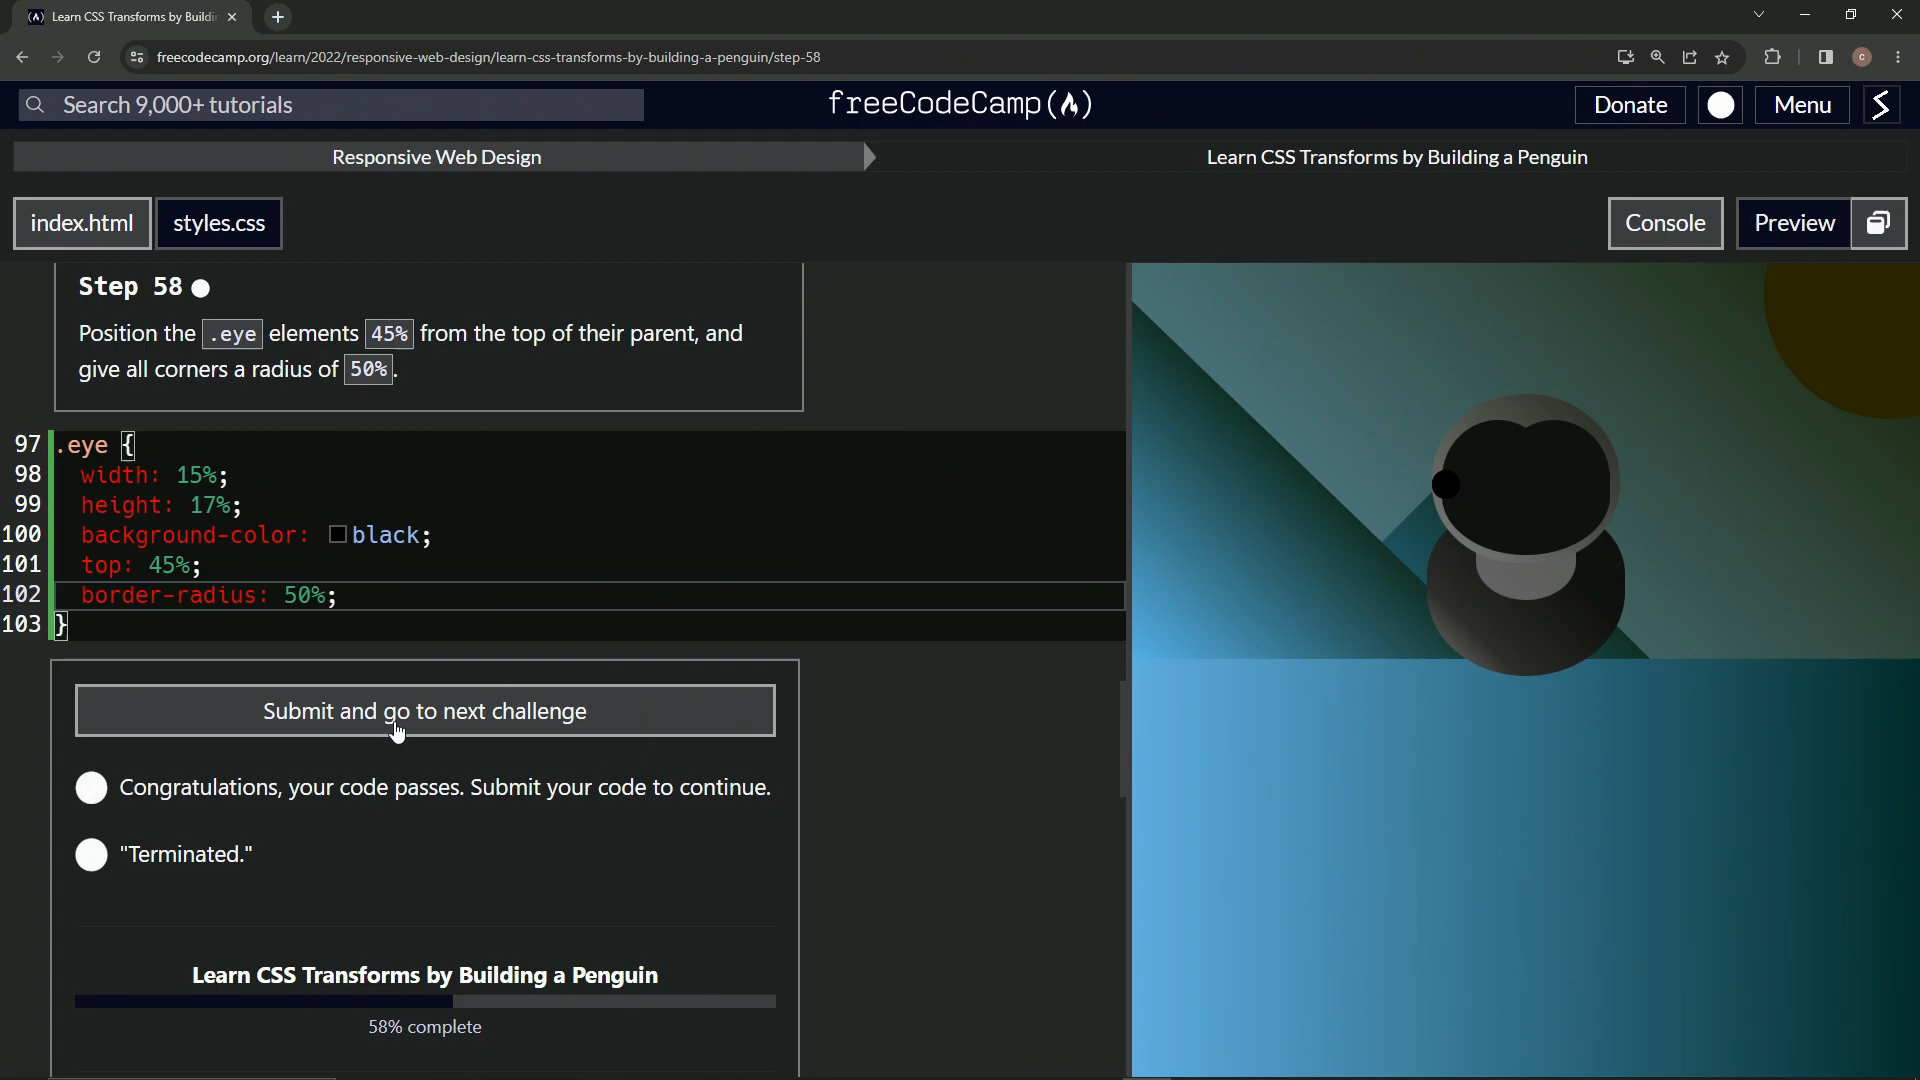 Learn CSS Transforms by Buildi
freecodecamp.org/learn/2022/responsive-web-design/learn-css-transforms-by-building-a-penguin/step-58
C
Search 9,000+ tutorials
freeCodeCamp
Donate
Menu
Responsive Web Design
Learn CSS Transforms by Building a Penguin
index.html
styles.css
Console
Preview
Step 58
Position the .eye elements 45% from the top of their parent, and
give all corners a radius of 50%.
97 .eye {
98 width: 15%;
99 height: 17%;
100 background-color: black;
101 top: 45%;
102 border-radius: 50%;
103 }
Submit and go to next challenge
Congratulations, your code passes. Submit your code to continue.
"Terminated."
Learn CSS Transforms by Building a Penguin
58% complete